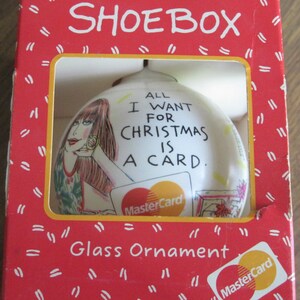 SHOEBOX
ALL
I WANT
FOR
CHRISTMAS
IS
A CARD.
MasterCard
Glass Ornament
MasterCard